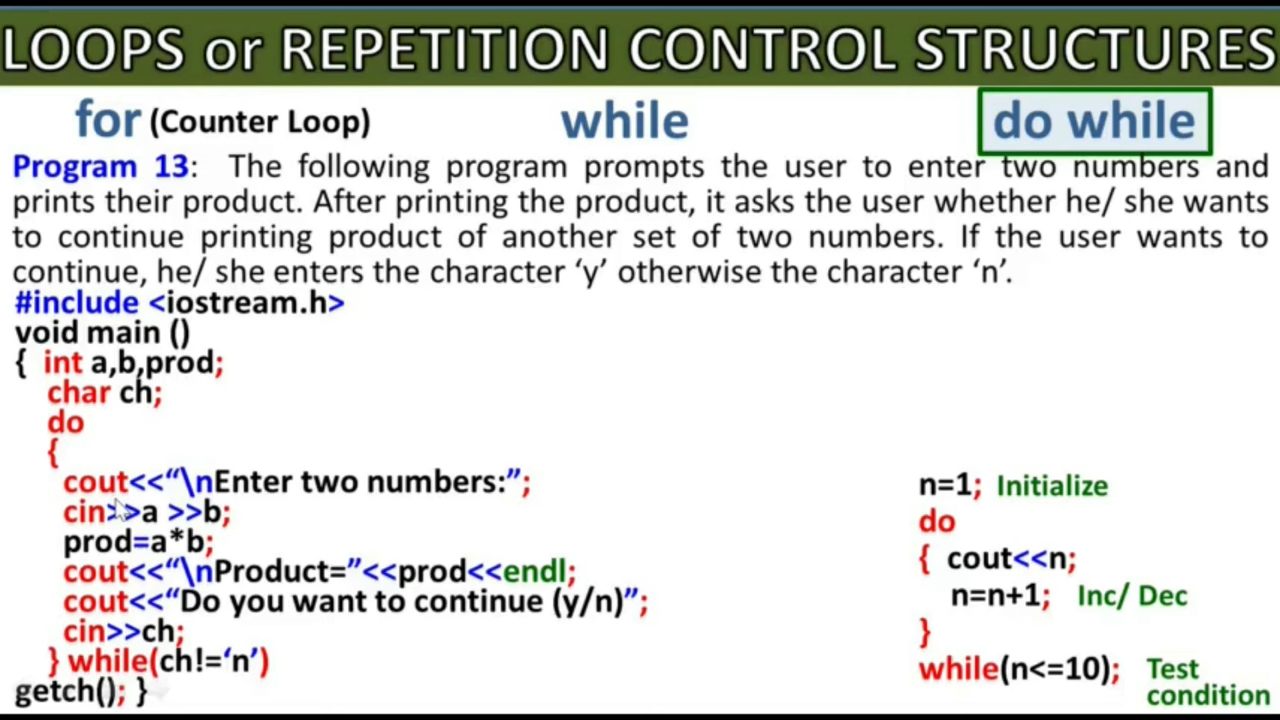 LOOPS or REPETITION CONTROL STRUCTURES
for (Counter Loop) while do while
Program 13: The following program prompts the user to enter two numbers and
prints their product. After printing the product, it asks the user whether he/ she wants
to continue printing product of another set of two numbers. If the user wants to
continue, he/ she enters the character ‘y’ otherwise the character ‘n’.
#include <iostream.h>
void main ()
{ int a,b,prod;
char ch;
do
{
cout<<“\nEnter two numbers:”;
cin>>a >>b;
prod=a*b;
cout<<“\nProduct=”<<prod<<endl;
cout<<“Do you want to continue (y/n)”;
cin>>ch;
} while(ch!=‘n’)
getch(); }
n=1; Initialize
do
{ cout<<n;
n=n+1; Inc/ Dec
}
while(n<=10); Test
condition